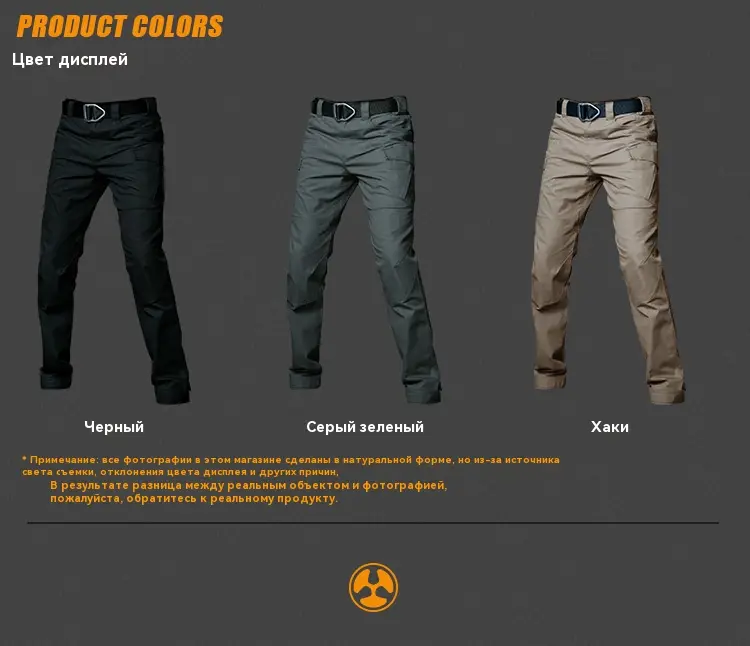 PRODUCT COLORS
Цвет дисплей
Черный
Серый зеленый
Хаки
* Примечание: все фотографии в этом магазине сделаны в натуральной форме, но из-за источника
света съемки, отклонения цвета дисплея и других причин,
В результате разница между реальным объектом и фотографией,
пожалуйста, обратитесь к реальному продукту.